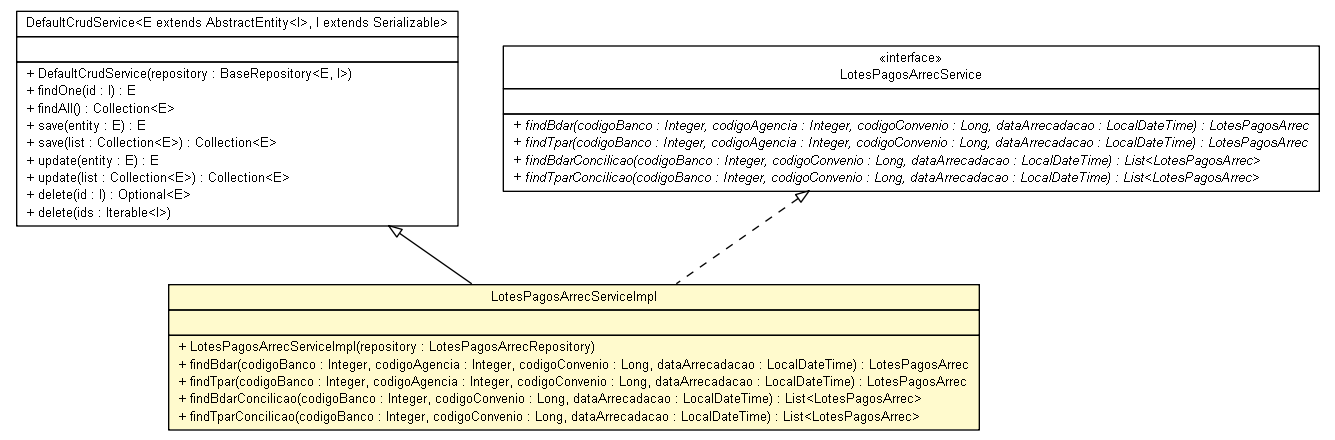 DefaultCrudService<E extends AbstractEntity<I>, I extends Serializable>
+ DefaultCrudService(repository : BaseRepository<E, I>)
+ findOne(id : I) : E
+ findAll() : Collection<E>
+ save(entity : E) : E
+ save(list : Collection<E>) : Collection<E>
+ update(entity : E) : E
+ update(list : Collection<E>) : Collection<E>
+ delete(id : I) : Optional<E>
+ delete(ids : Iterable<I>)
«interface»
LotesPagosArrecService
+ findBdar(codigoBanco : Integer, codigoAgencia : Integer, codigoConvenio : Long, dataArrecadacao : LocalDateTime) : LotesPagosArrec
+ findTpar(codigoBanco : Integer, codigoAgencia : Integer, codigoConvenio : Long, dataArrecadacao : LocalDateTime) : LotesPagosArrec
+ findBdarConcilicao(codigoBanco : Integer, codigoConvenio : Long, dataArrecadacao : LocalDateTime) : List<LotesPagosArrec>
+ findTparConcilicao(codigoBanco : Integer, codigoConvenio : Long, dataArrecadacao : LocalDateTime) : List<LotesPagosArrec>
LotesPagosArrecServiceImpl
+ LotesPagosArrecServiceImpl(repository : LotesPagosArrecRepository)
+ findBdar(codigoBanco : Integer, codigoAgencia : Integer, codigoConvenio : Long, dataArrecadacao : LocalDateTime) : LotesPagosArrec
+ findTpar(codigoBanco : Integer, codigoAgencia : Integer, codigoConvenio : Long, dataArrecadacao : LocalDateTime) : LotesPagosArrec
+ findBdarConcilicao(codigoBanco : Integer, codigoConvenio : Long, dataArrecadacao : LocalDateTime) : List<LotesPagosArrec>
+ findTparConcilicao(codigoBanco : Integer, codigoConvenio : Long, dataArrecadacao : LocalDateTime) : List<LotesPagosArrec>